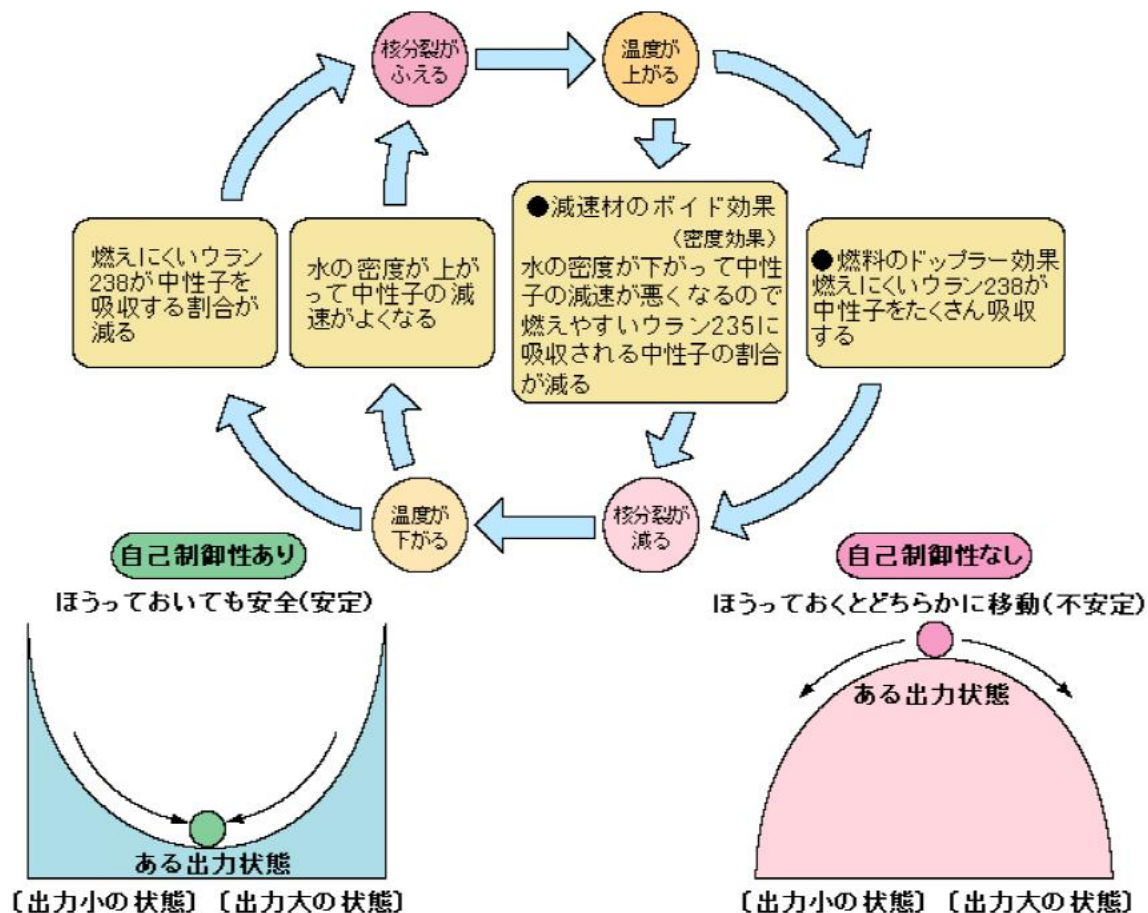 核分裂が
ふえる
温度が
上がる
燃えにくいウラン
238が中性子を
吸収する割合が
減る
水の密度が上が
って中性子の減
速がよくなる
●減速材のボイド効果
(密度効果)
水の密度が下がって中性
子の減速が悪くなるので
燃えやすいウラン235に
吸収される中性子の割合
が減る
●燃料のドップラー効果
燃えにくいウラン238が
中性子をたくさん吸収
する
温度が
下がる
核分裂が
減る
自己制御性あり
ほうっておいても安全(安定)
ある出力状態
〔出力小の状態〕〔出力大の状態〕
自己制御性なし
ほうっておくとどちらかに移動(不安定)
ある出力状態
〔出力小の状態〕〔出力大の状態〕